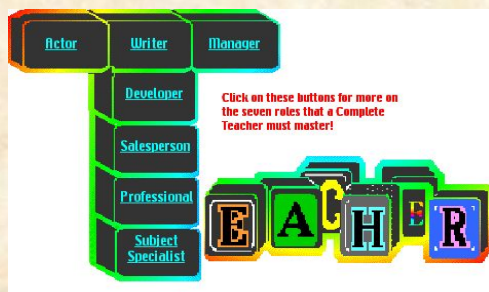 Actor Writer Manager
Developer
Click on these buttons for more on
the seven roles that a Complete
Teacher must master!
Salesperson
Professional
Subject
Specialist
EACHER